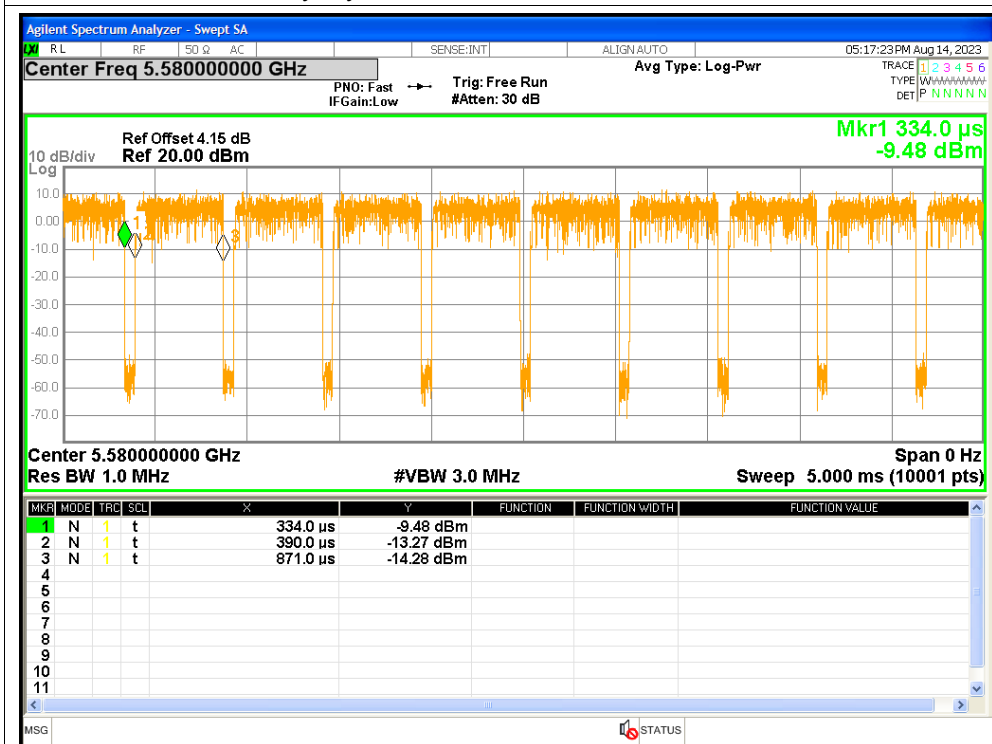 Agilent Spectrum Analyzer - Swept SA
LXI RL RF 50 Ω AC SENSE:INT ALIGN AUTO 05:17:23 PM Aug 14, 2023
Center Freq 5.580000000 GHz Avg Type: Log-Pwr TRACE 1 2 3 4 5 6
PNO: Fast Trig: Free Run TYPE WWWWWW
IFGain:Low #Atten: 30 dB DET P N N N N N
Mkr1 334.0 µs
Ref Offset 4.15 dB
10 dB/div Ref 20.00 dBm -9.48 dBm
Log
10.0
0.00
-10.0
-20.0
-30.0
-40.0
-50.0
-60.0
-70.0
1
2
3
Center 5.580000000 GHz Span 0 Hz
Res BW 1.0 MHz #VBW 3.0 MHz Sweep 5.000 ms (10001 pts)
MKR MODE TRC SCL X Y FUNCTION FUNCTION WIDTH FUNCTION VALUE
1 N 1 t 334.0 µs -9.48 dBm
2 N 1 t 390.0 µs -13.27 dBm
3 N 1 t 871.0 µs -14.28 dBm
4
5
6
7
8
9
10
11
MSG STATUS